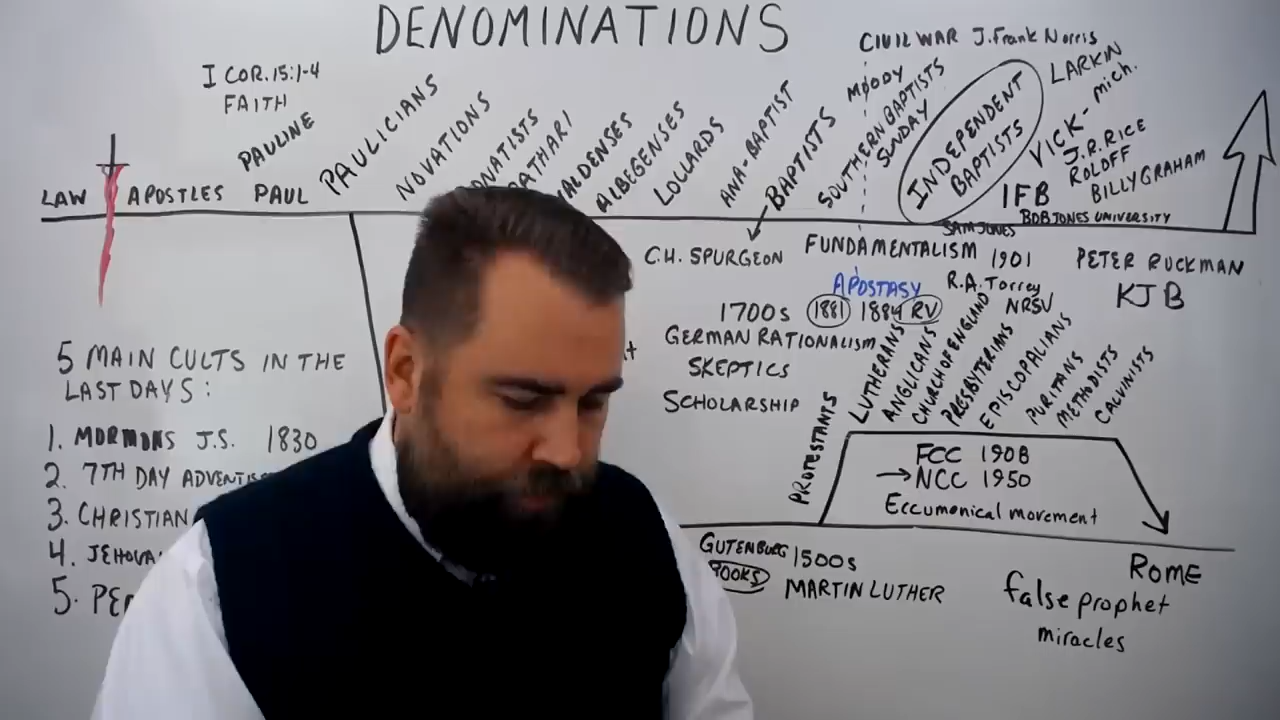 DENOMINATIONS
CIVIL WAR J. Frank Norris
I COR. 15:1-4
FAITH
PAULINE
LAW
APOSTLES
PAUL
PAULICIANS
NOVATIONS
ALBEGENSES
LOLLARDS
ANA-BAPTIST
BAPTISTS
MOODY
SOUTHERN BAPTISTS
SUNDAY
INDEPENDENT
BAPTISTS
LARKIN
VICK - Mich.
J.R. RICE
ROLOFF
BILLY GRAHAM
IFB
BOB JONES UNIVERSITY
SAM JONES
C.H. SPURGEON
FUNDAMENTALISM 1901
PETER RUCKMAN
KJB
APOSTASY
R.A. Torrey
NRSV
1700s 1881 1884 RV
GERMAN RATIONALISM
SKEPTICS
SCHOLARSHIP
5 MAIN CULTS IN THE
LAST DAYS:
1. MORMONS J.S. 1830
2. 7TH DAY ADVENTIS
3. CHRISTIAN
4. JEHOVA
5.
PROTESTANTS
LUTHERANS
ANGLICANS
CHURCH OF ENGLAND
PRESBYTERIANS
EPISCOPALIANS
PURITANS
METHODISTS
CALVINISTS
FCC 1908
→NCC 1950
Eccumonical movement
GUTENBURG 1500s
MARTIN LUTHER
ROME
false prophet
miracles